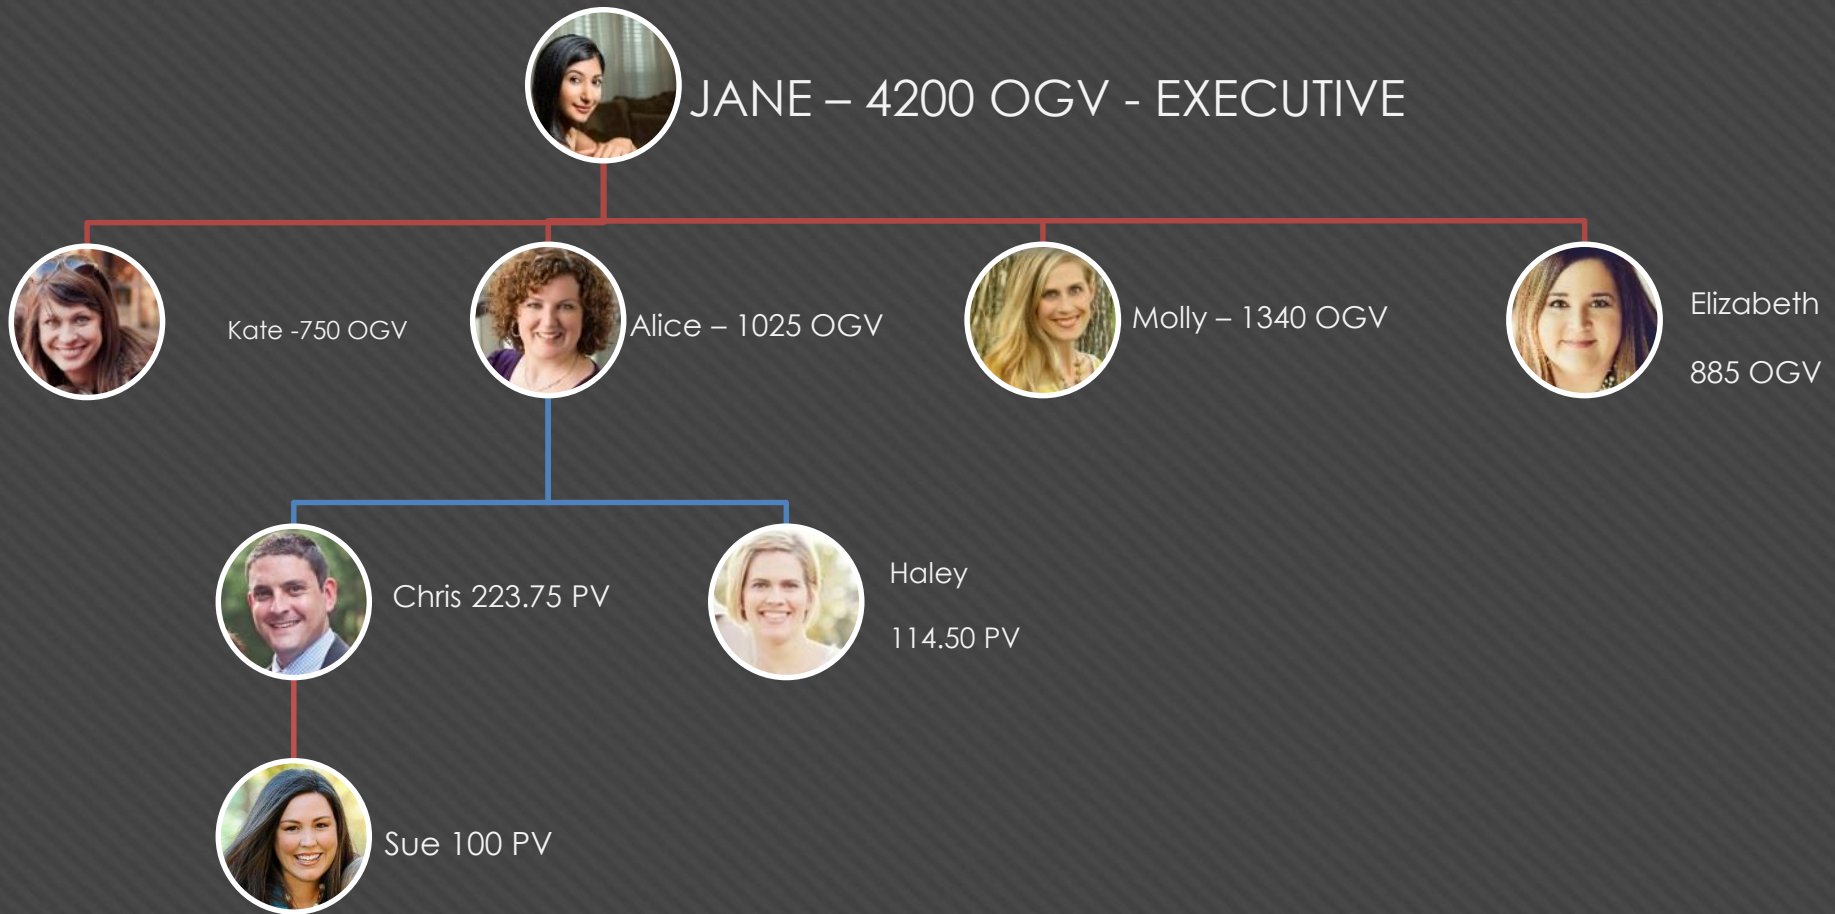 JANE – 4200 OGV - EXECUTIVE
Kate -750 OGV
Alice – 1025 OGV
Molly – 1340 OGV
Elizabeth
885 OGV
Chris 223.75 PV
Haley
114.50 PV
Sue 100 PV